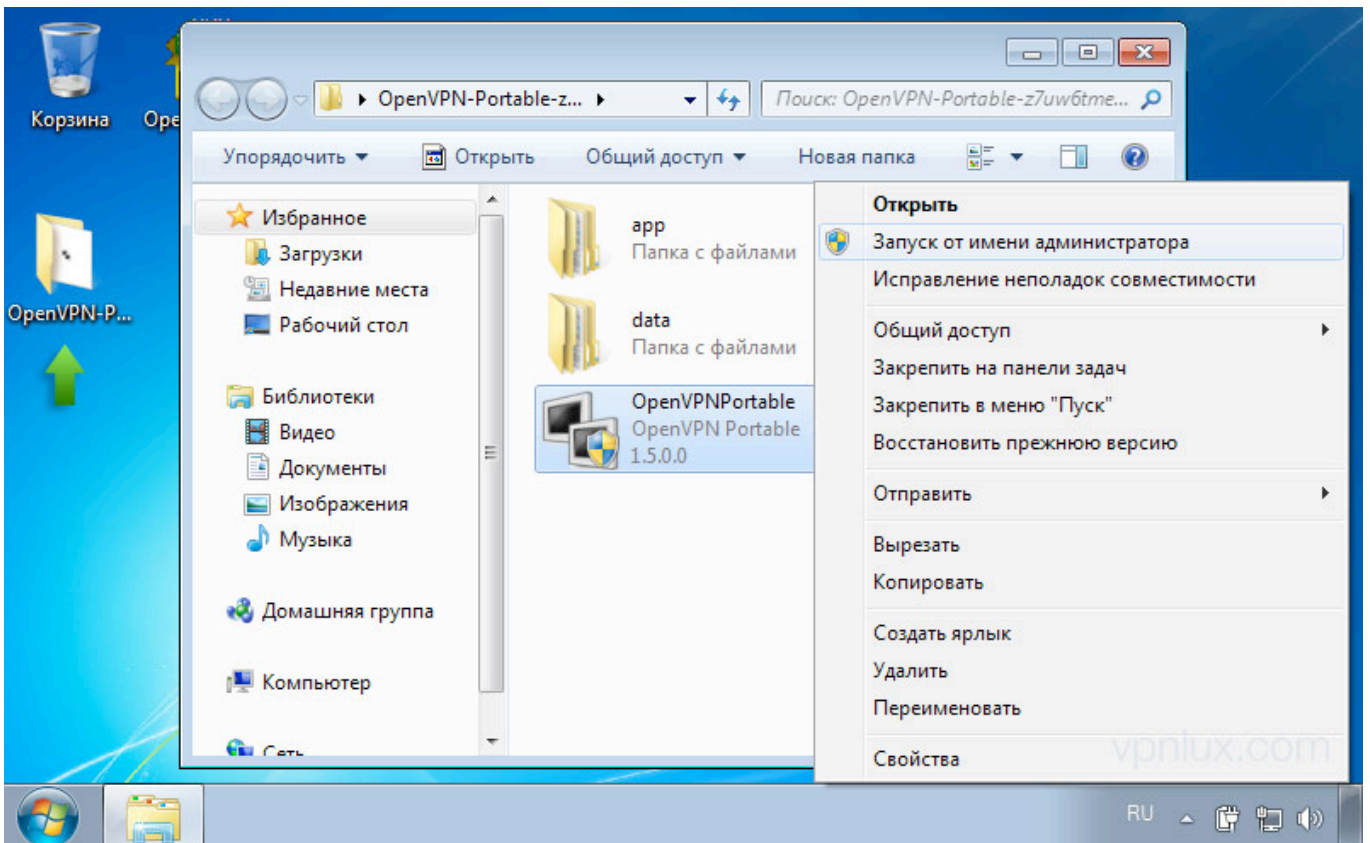 Корзина
Ope
OpenVPN-P...
OpenVPN-Portable-z...
Поиск: OpenVPN-Portable-z7uw6tme...
Упорядочить
Открыть
Общий доступ
Новая папка
Избранное
Загрузки
Недавние места
Рабочий стол
Библиотеки
Видео
Документы
Изображения
Музыка
Домашняя группа
Компьютер
Сеть
app
Папка с файлами
data
Папка с файлами
OpenVPNPortable
OpenVPN Portable
1.5.0.0
Открыть
Запуск от имени администратора
Исправление неполадок совместимости
Общий доступ
Закрепить на панели задач
Закрепить в меню "Пуск"
Восстановить прежнюю версию
Отправить
Вырезать
Копировать
Создать ярлык
Удалить
Переименовать
Свойства
vpnlux.com
RU